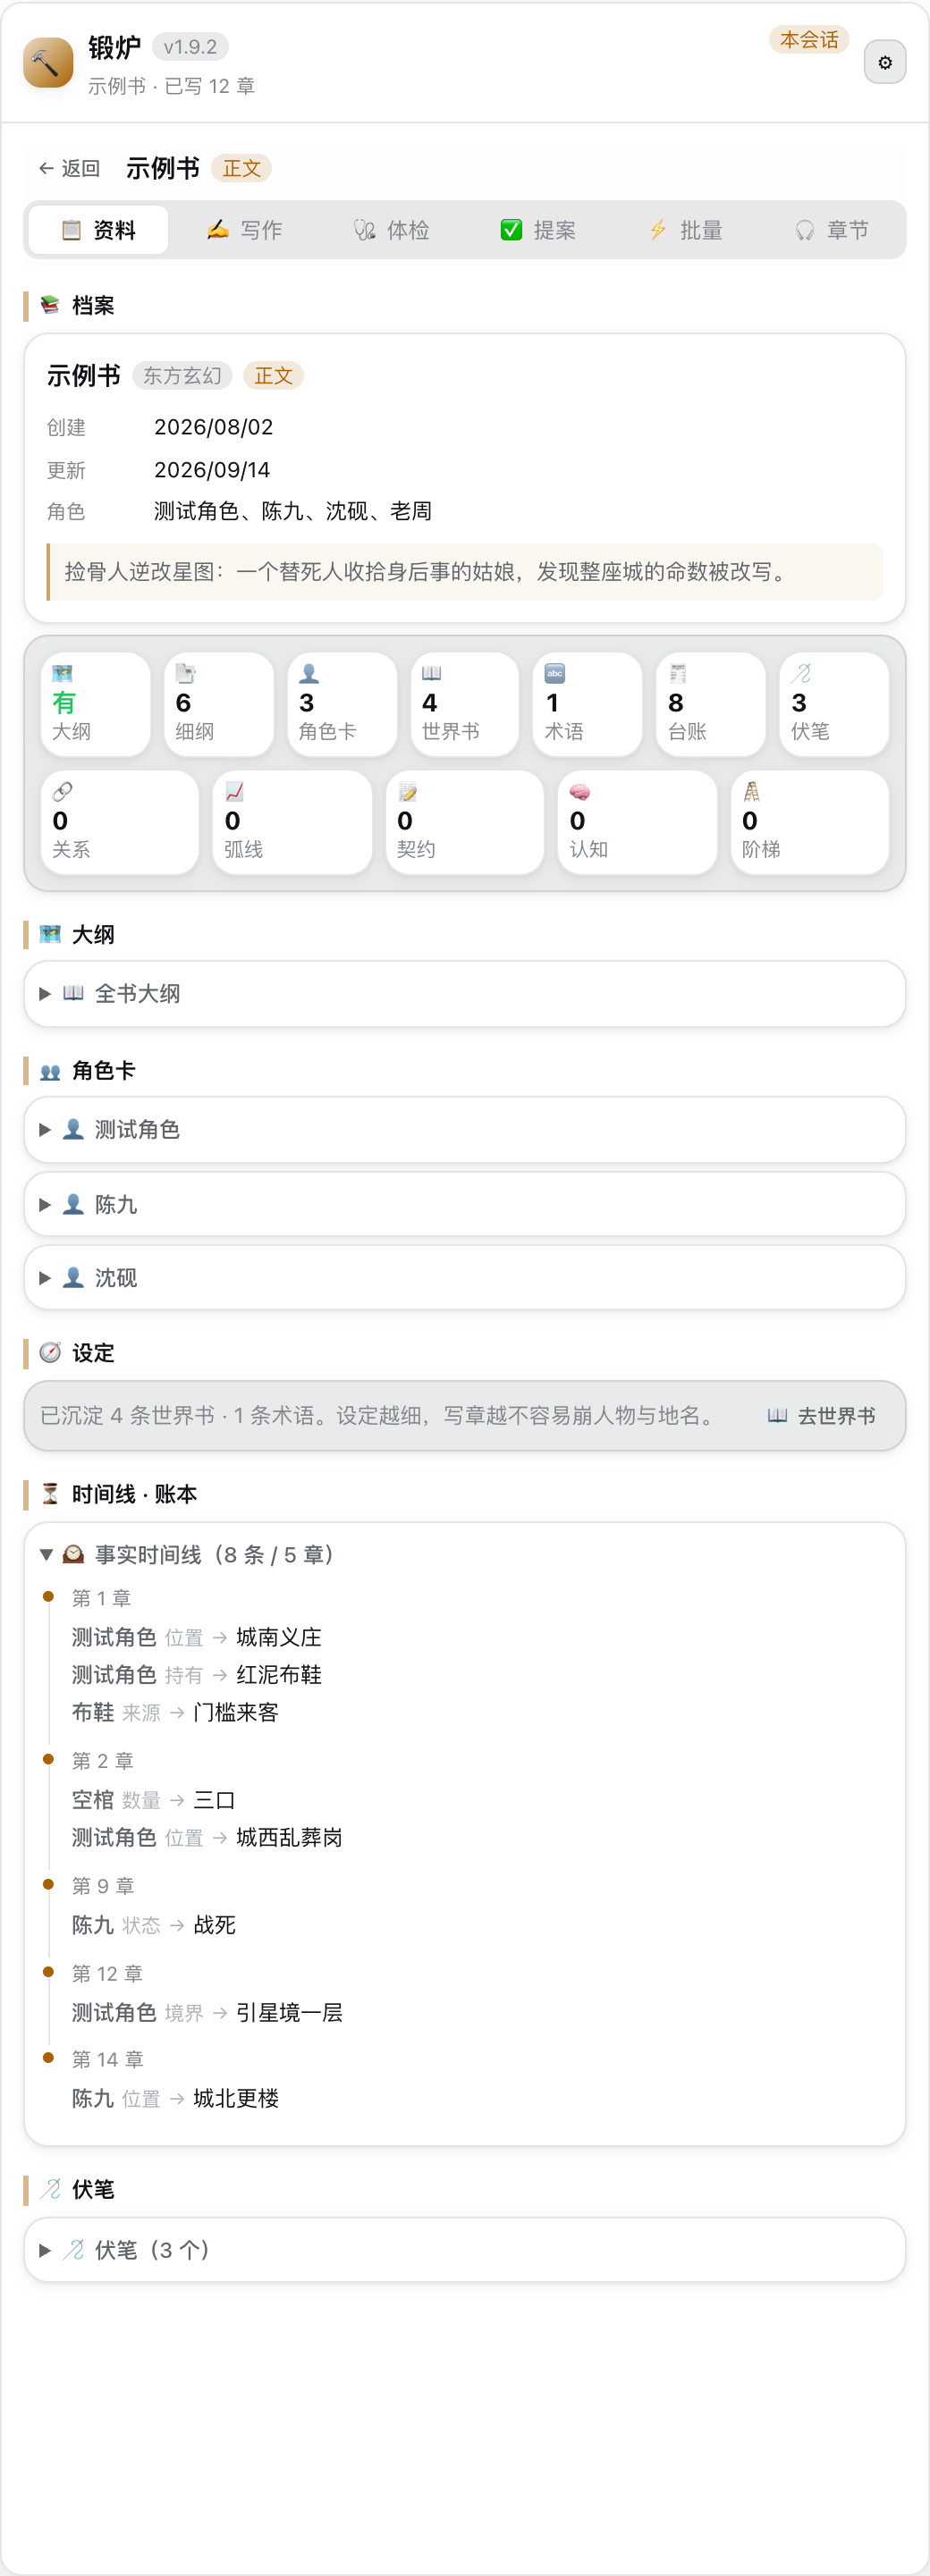 锻炉 v1.9.2
示例书 · 已写 12 章
本会话
← 返回 示例书 正文
资料 写作 体检 提案 批量 章节
档案
示例书 东方玄幻 正文
创建 2026/08/02
更新 2026/09/14
角色 测试角色、陈九、沈砚、老周
捡骨人逆改星图：一个替死人收拾身后事的姑娘，发现整座城的命数被改写。
有 6 3 4 1 8 3
大纲 细纲 角色卡 世界书 术语 台账 伏笔
0 0 0 0 0
关系 弧线 契约 认知 阶梯
大纲
全书大纲
角色卡
测试角色
陈九
沈砚
设定
已沉淀 4 条世界书 · 1 条术语。设定越细，写章越不容易崩人物与地名。 去世界书
时间线 · 账本
事实时间线（8 条 / 5 章）
第 1 章
测试角色 位置 → 城南义庄
测试角色 持有 → 红泥布鞋
布鞋 来源 → 门槛来客
第 2 章
空棺 数量 → 三口
测试角色 位置 → 城西乱葬岗
第 9 章
陈九 状态 → 战死
第 12 章
测试角色 境界 → 引星境一层
第 14 章
陈九 位置 → 城北更楼
伏笔
伏笔（3 个）